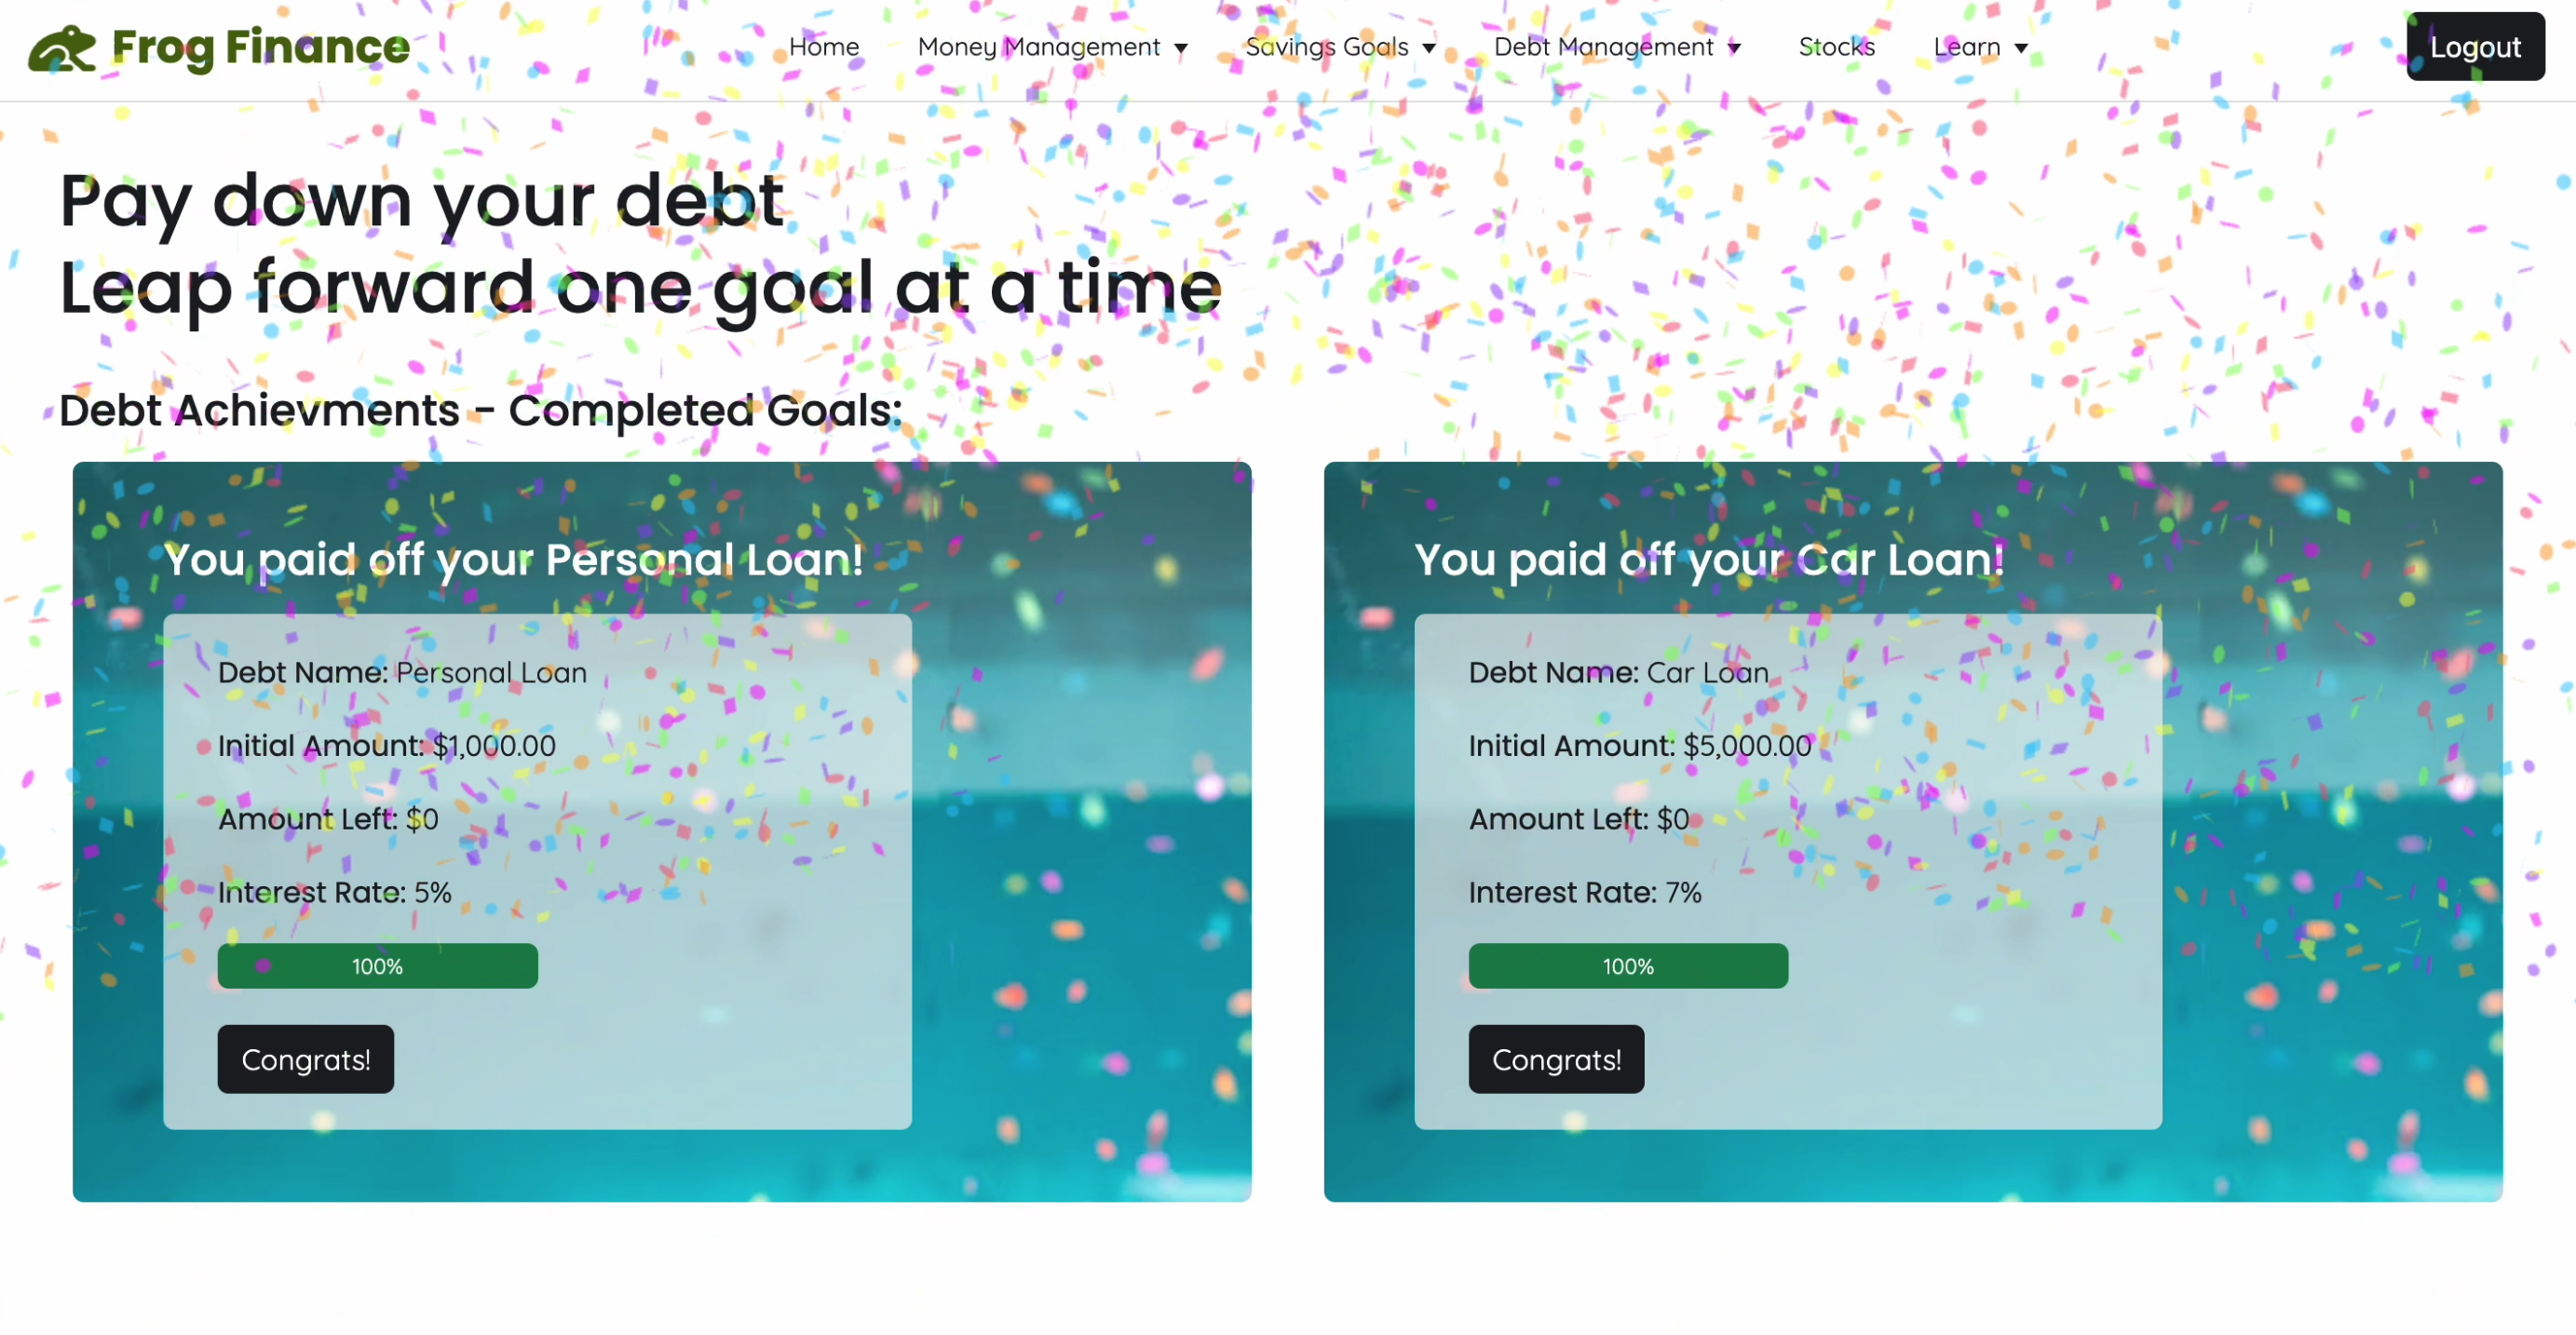 Frog Finance
Home Money Management Savings Goals Debt Management Stocks Learn
Logout
Pay down your debt
Leap forward one goal at a time
Debt Achievments - Completed Goals:
You paid off your Personal Loan!
Debt Name: Personal Loan
Initial Amount: $1,000.00
Amount Left: $0
Interest Rate: 5%
100%
Congrats!
You paid off your Car Loan!
Debt Name: Car Loan
Initial Amount: $5,000.00
Amount Left: $0
Interest Rate: 7%
100%
Congrats!